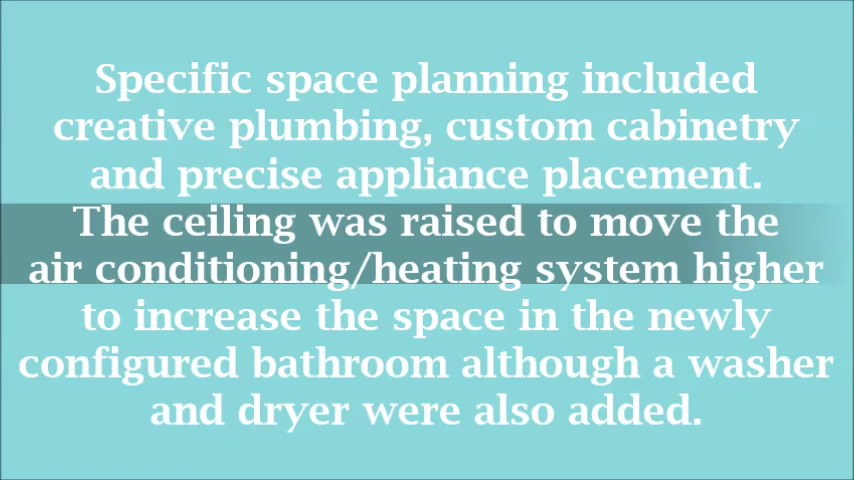 Specific space planning included
creative plumbing, custom cabinetry
and precise appliance placement.
The ceiling was raised to move the
air conditioning/heating system higher
to increase the space in the newly
configured bathroom although a washer
and dryer were also added.